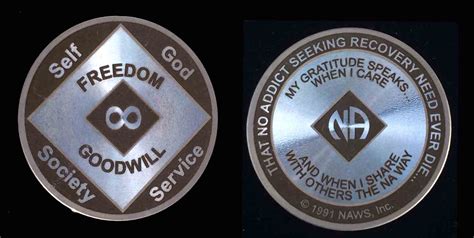 Self
God
FREEDOM
∞
GOODWILL
Society
Service
THAT NO ADDICT SEEKING RECOVERY NEED EVER DIE...
MY GRATITUDE SPEAKS
WHEN I CARE
NA
AND WHEN I SHARE
WITH OTHERS THE NA WAY
© 1991 NAWS, Inc.